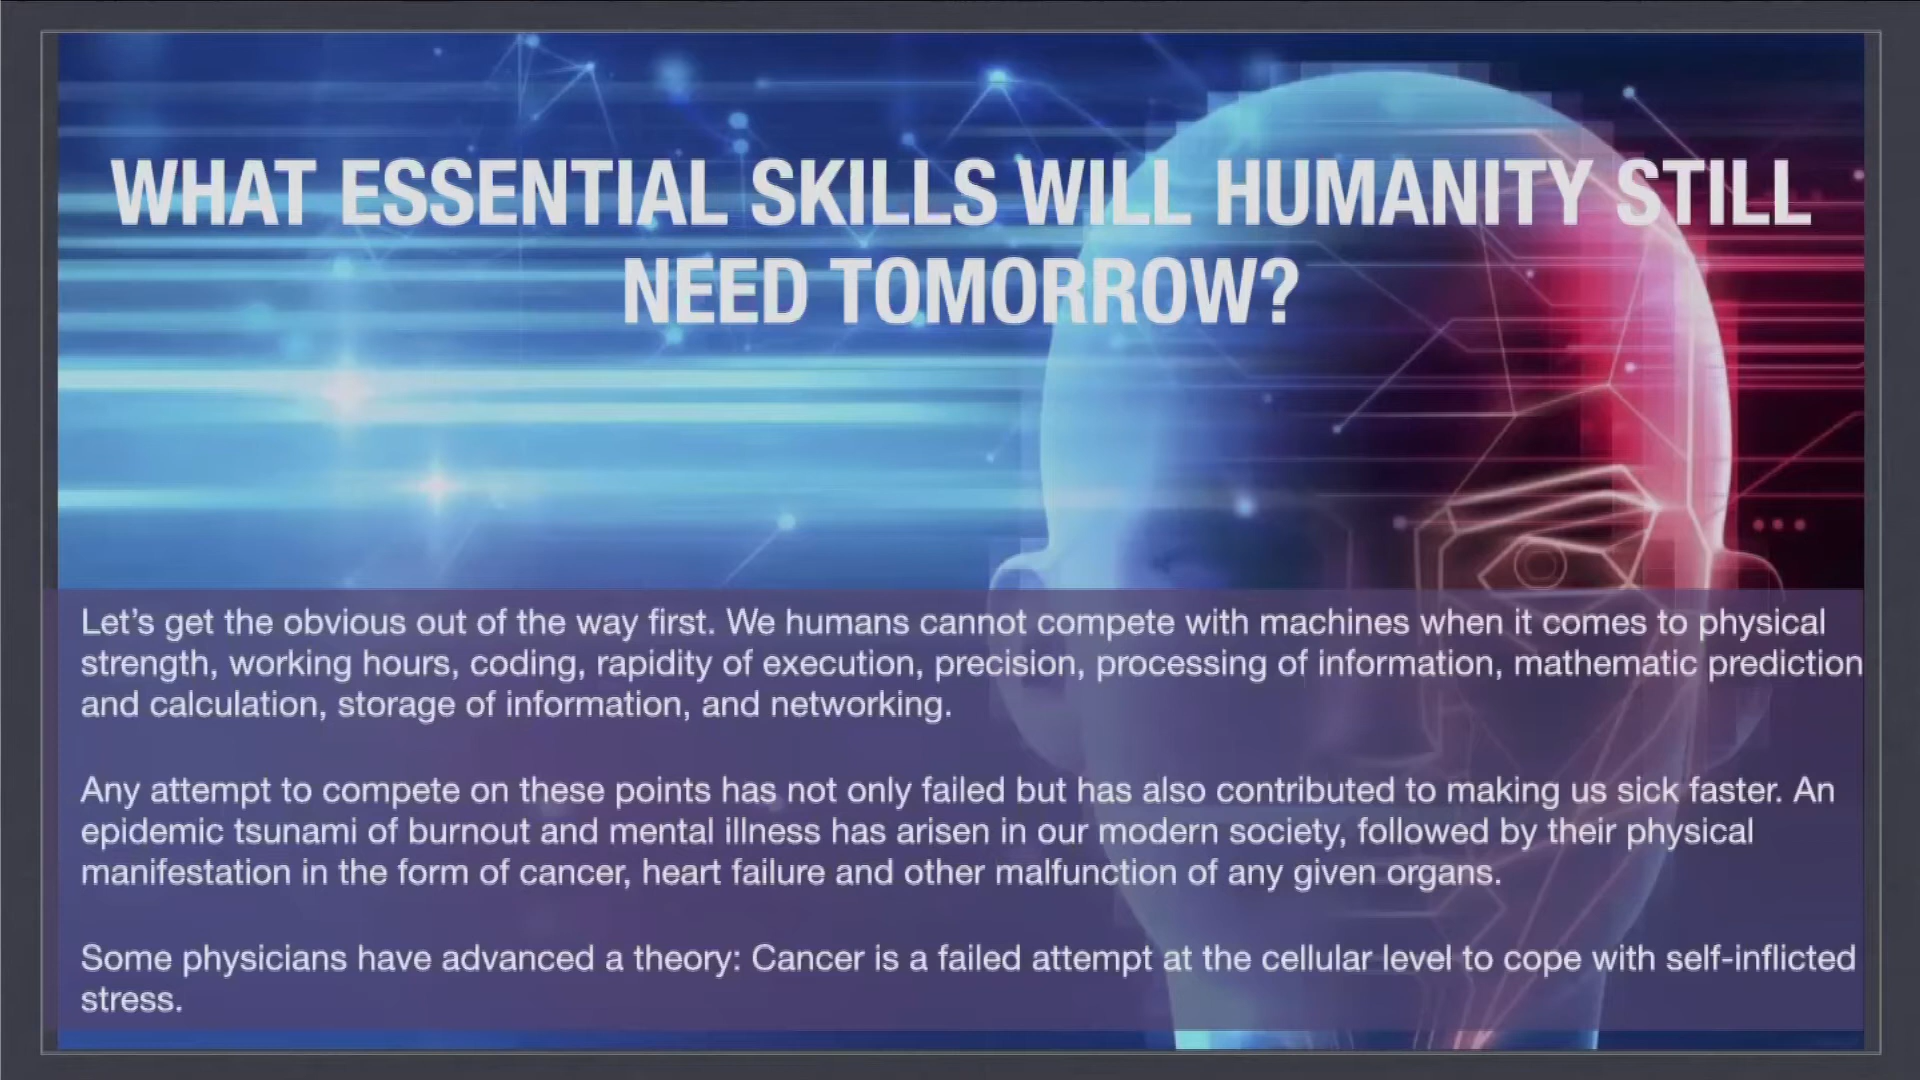 WHAT ESSENTIAL SKILLS WILL HUMANITY STILL
NEED TOMORROW?
Let’s get the obvious out of the way first. We humans cannot compete with machines when it comes to physical
strength, working hours, coding, rapidity of execution, precision, processing of information, mathematic prediction
and calculation, storage of information, and networking.
Any attempt to compete on these points has not only failed but has also contributed to making us sick faster. An
epidemic tsunami of burnout and mental illness has arisen in our modern society, followed by their physical
manifestation in the form of cancer, heart failure and other malfunction of any given organs.
Some physicians have advanced a theory: Cancer is a failed attempt at the cellular level to cope with self-inflicted
stress.